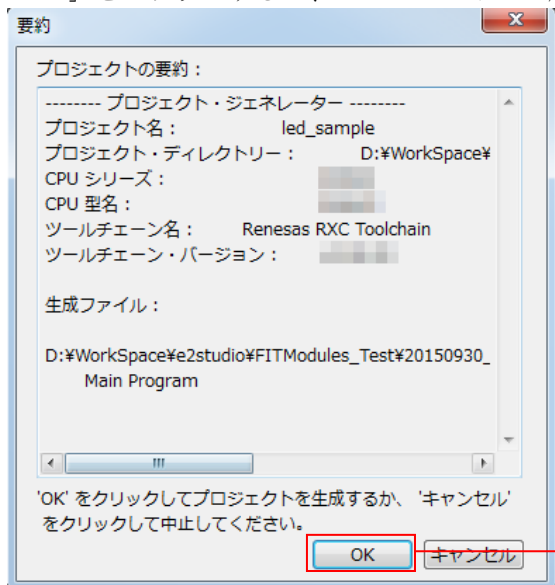 要約
プロジェクトの要約：
-------- プロジェクト・ジェネレーター --------
プロジェクト名： led_sample
プロジェクト・ディレクトリー： D:¥WorkSpace¥
CPU シリーズ：
CPU 型名：
ツールチェーン名： Renesas RXC Toolchain
ツールチェーン・バージョン：
生成ファイル：
D:¥WorkSpace¥e2studio¥FITModules_Test¥20150930_
Main Program
'OK' をクリックしてプロジェクトを生成するか、 'キャンセル'
をクリックして中止してください。
OK キャンセル